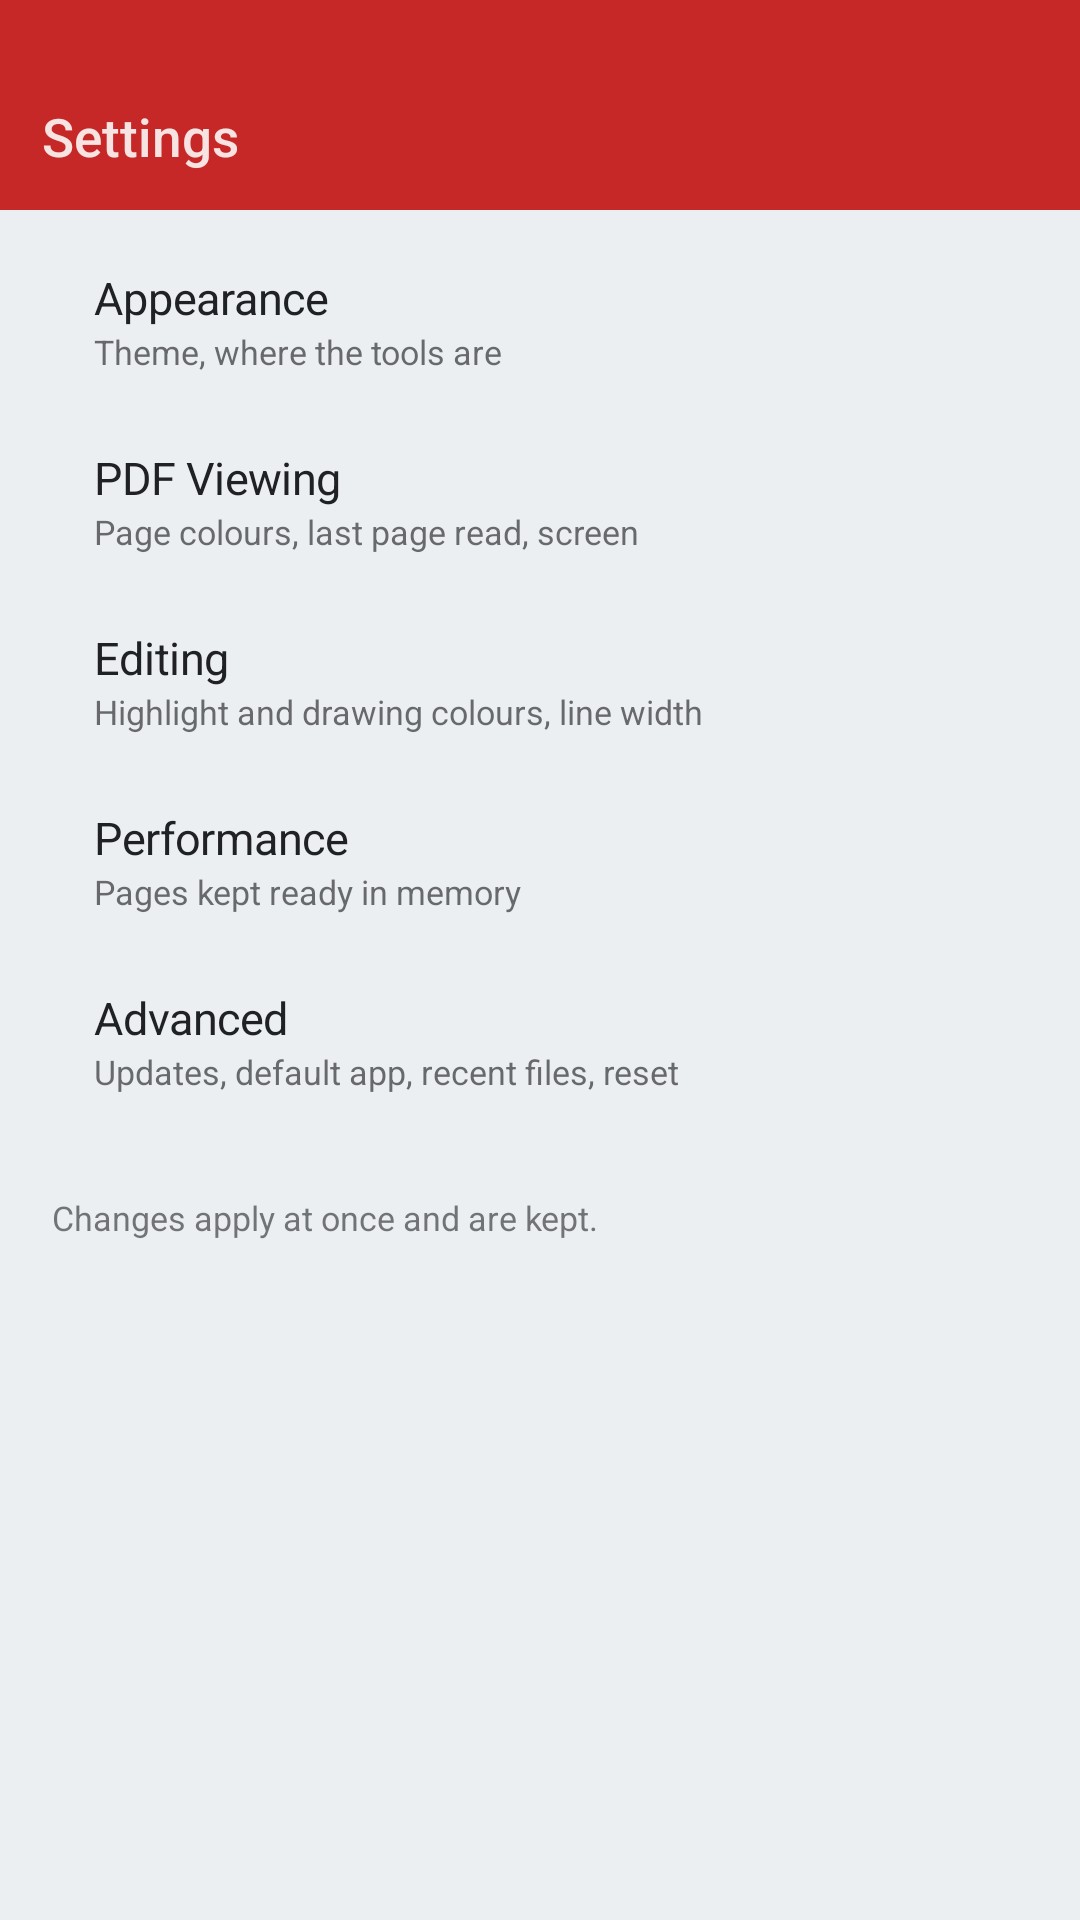 Settings
Appearance
Theme, where the tools are
PDF Viewing
Page colours, last page read, screen
Editing
Highlight and drawing colours, line width
Performance
Pages kept ready in memory
Advanced
Updates, default app, recent files, reset
Changes apply at once and are kept.